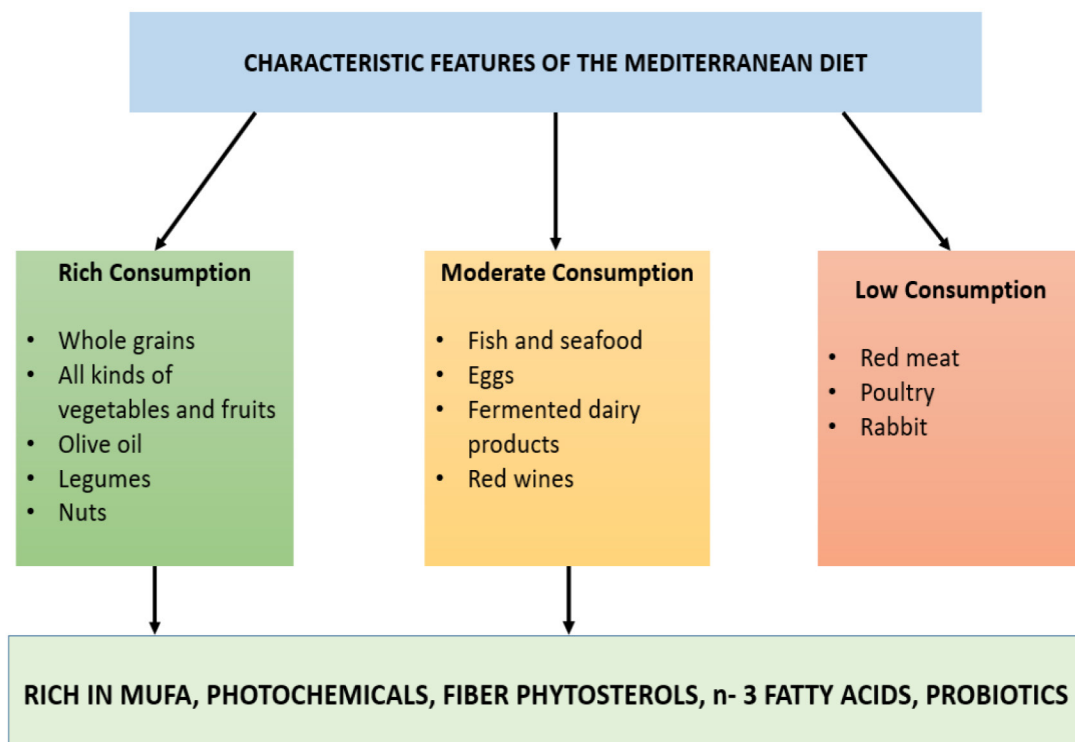 CHARACTERISTIC FEATURES OF THE MEDITERRANEAN DIET
Rich Consumption
• Whole grains
• All kinds of
vegetables and fruits
• Olive oil
• Legumes
• Nuts
Moderate Consumption
• Fish and seafood
• Eggs
• Fermented dairy
products
• Red wines
Low Consumption
• Red meat
• Poultry
• Rabbit
RICH IN MUFA, PHOTOCHEMICALS, FIBER PHYTOSTEROLS, n- 3 FATTY ACIDS, PROBIOTICS